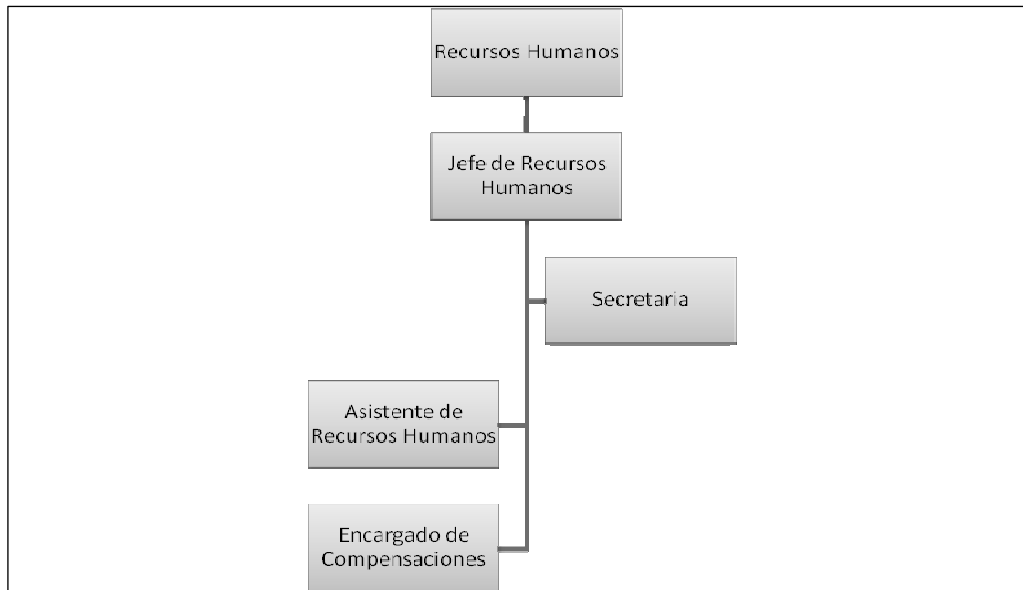 Recursos Humanos
Jefe de Recursos
Humanos
Secretaria
Asistente de
Recursos Humanos
Encargado de
Compensaciones